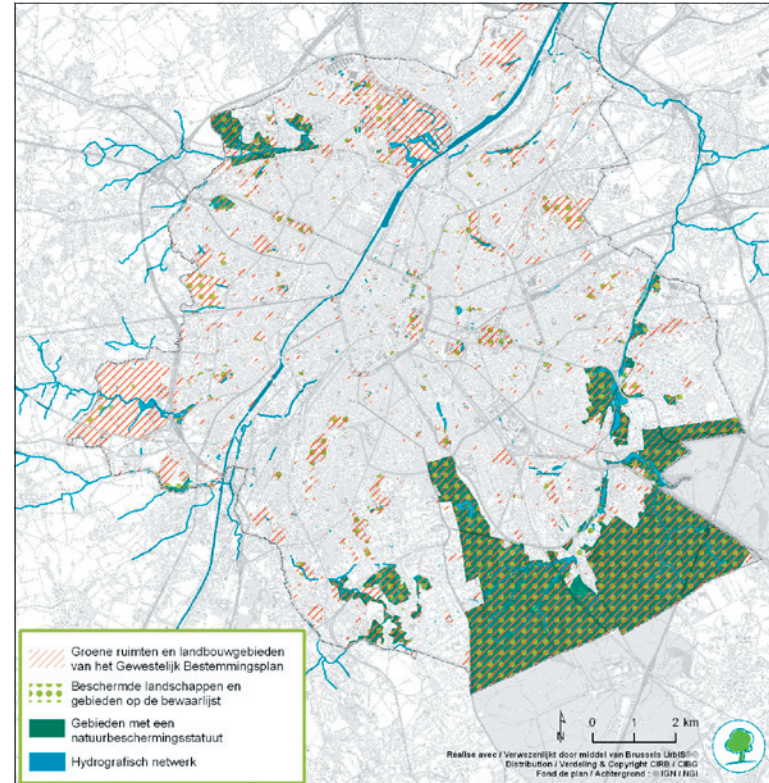 Groene ruimten en landbouwgebieden
van het Gewestelijk Bestemmingsplan
Beschermde landschappen en
gebieden op de bewaarlijst
Gebieden met een
natuurbeschermingsstatuut
Hydrografisch netwerk
N
0 1 2 km
Réalisé avec / Verwezenlijkt door middel van Brussels UrbIS®©
Distribution / Verdeling & Copyright CIRB / CIBG
Fond de plan / Achtergrond : © IGN / NGI